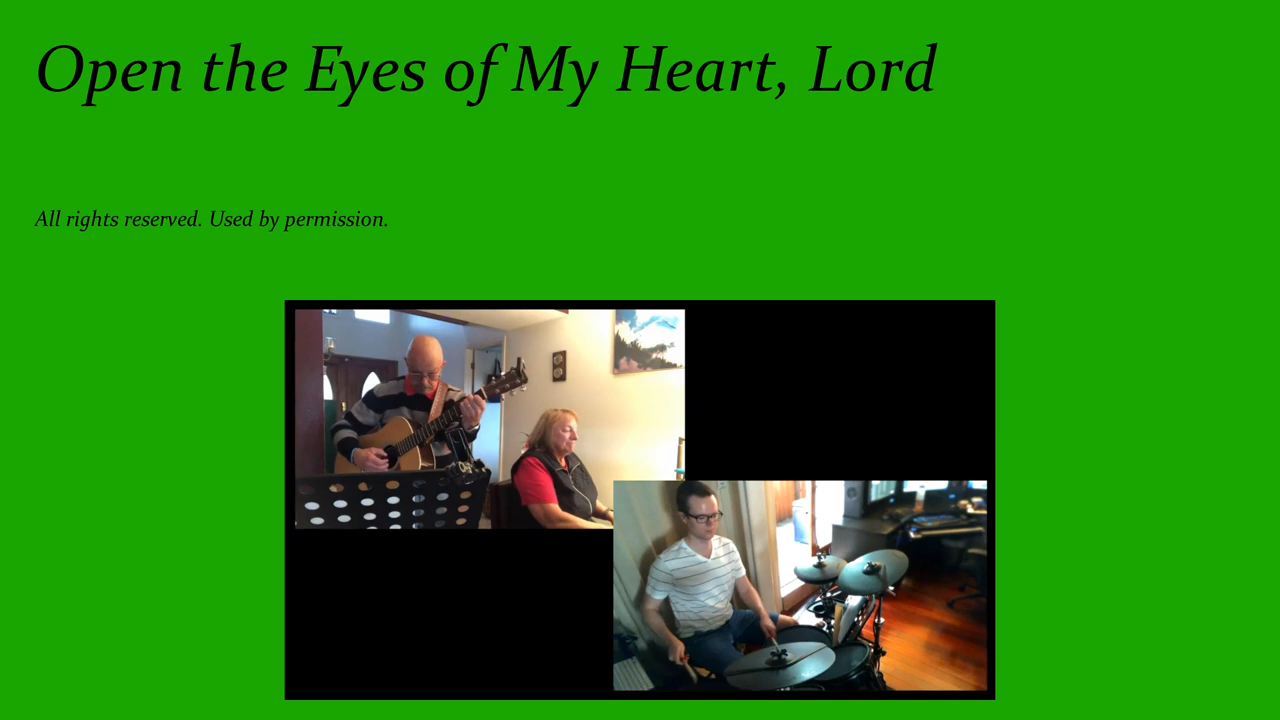 Open the Eyes of My Heart, Lord
All rights reserved. Used by permission.